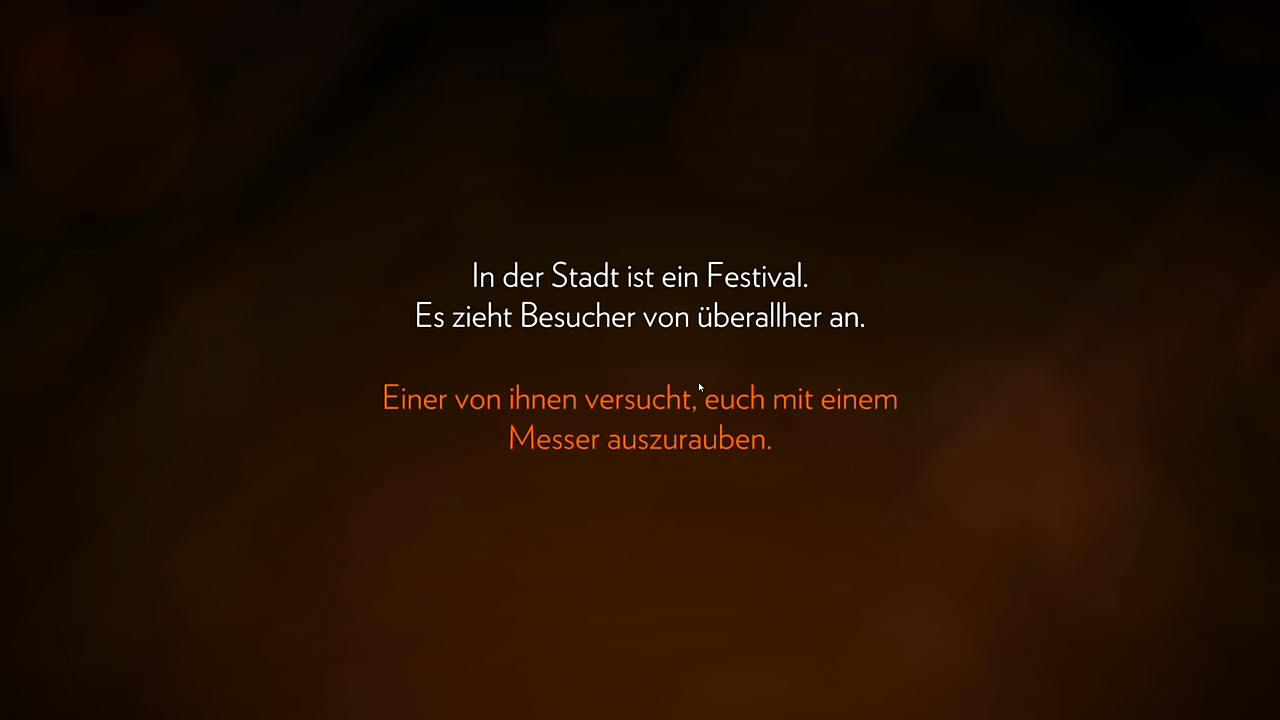 In der Stadt ist ein Festival.
Es zieht Besucher von überallher an.
Einer von ihnen versucht, euch mit einem
Messer auszurauben.